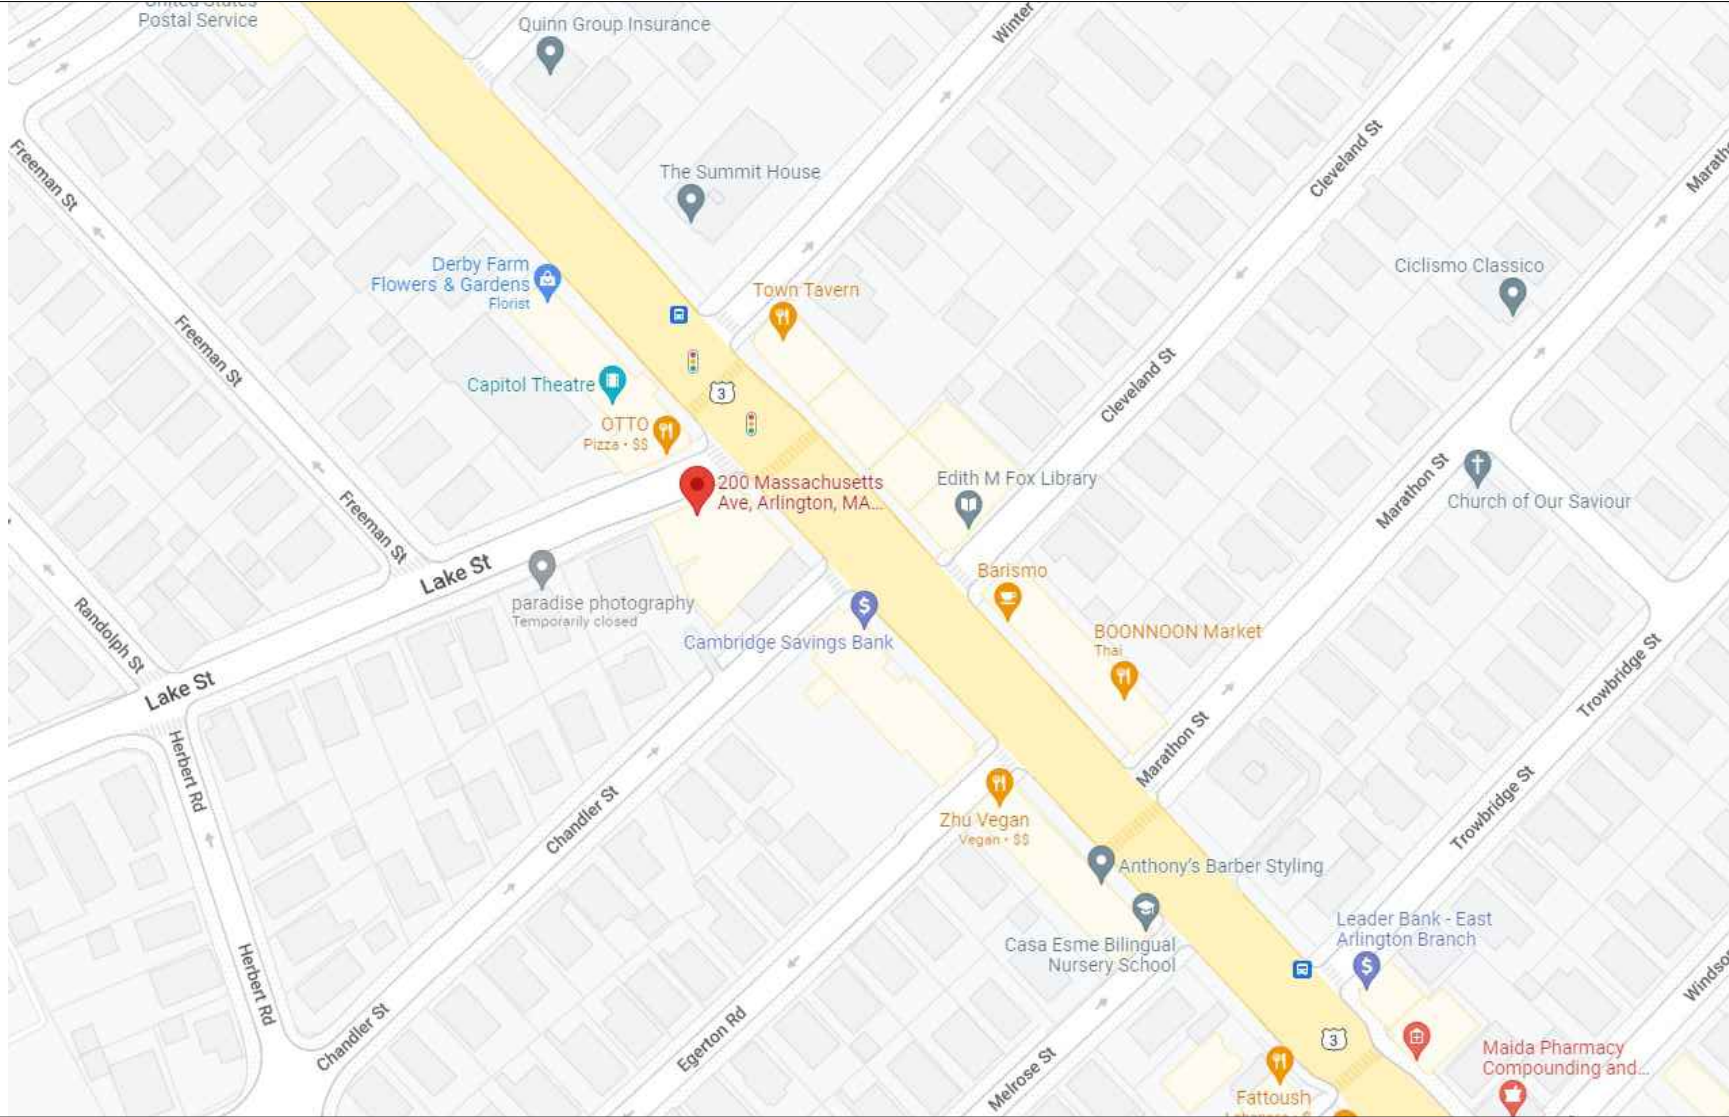 United States
Postal Service
Quinn Group Insurance
Winter
The Summit House
Freeman St
Cleveland St
Derby Farm
Flowers & Gardens
Florist
Town Tavern
Ciclismo Classico
Freeman St
Capitol Theatre
3
OTTO
Pizza • $$
Cleveland St
200 Massachusetts
Ave, Arlington, MA...
Edith M Fox Library
Marathon St
Church of Our Saviour
Freeman St
Lake St
Barismo
paradise photography
Temporarily closed
Cambridge Savings Bank
BOONNOON Market
Thai
Randolph St
Lake St
Trowbridge St
Herbert Rd
Marathon St
Chandler St
Zhu Vegan
Vegan • $$
Trowbridge St
Anthony's Barber Styling
Casa Esme Bilingual
Nursery School
Leader Bank - East
Arlington Branch
Herbert Rd
Chandler St
Egerton Rd
Melrose St
3
Maida Pharmacy
Compounding and...
Fattoush